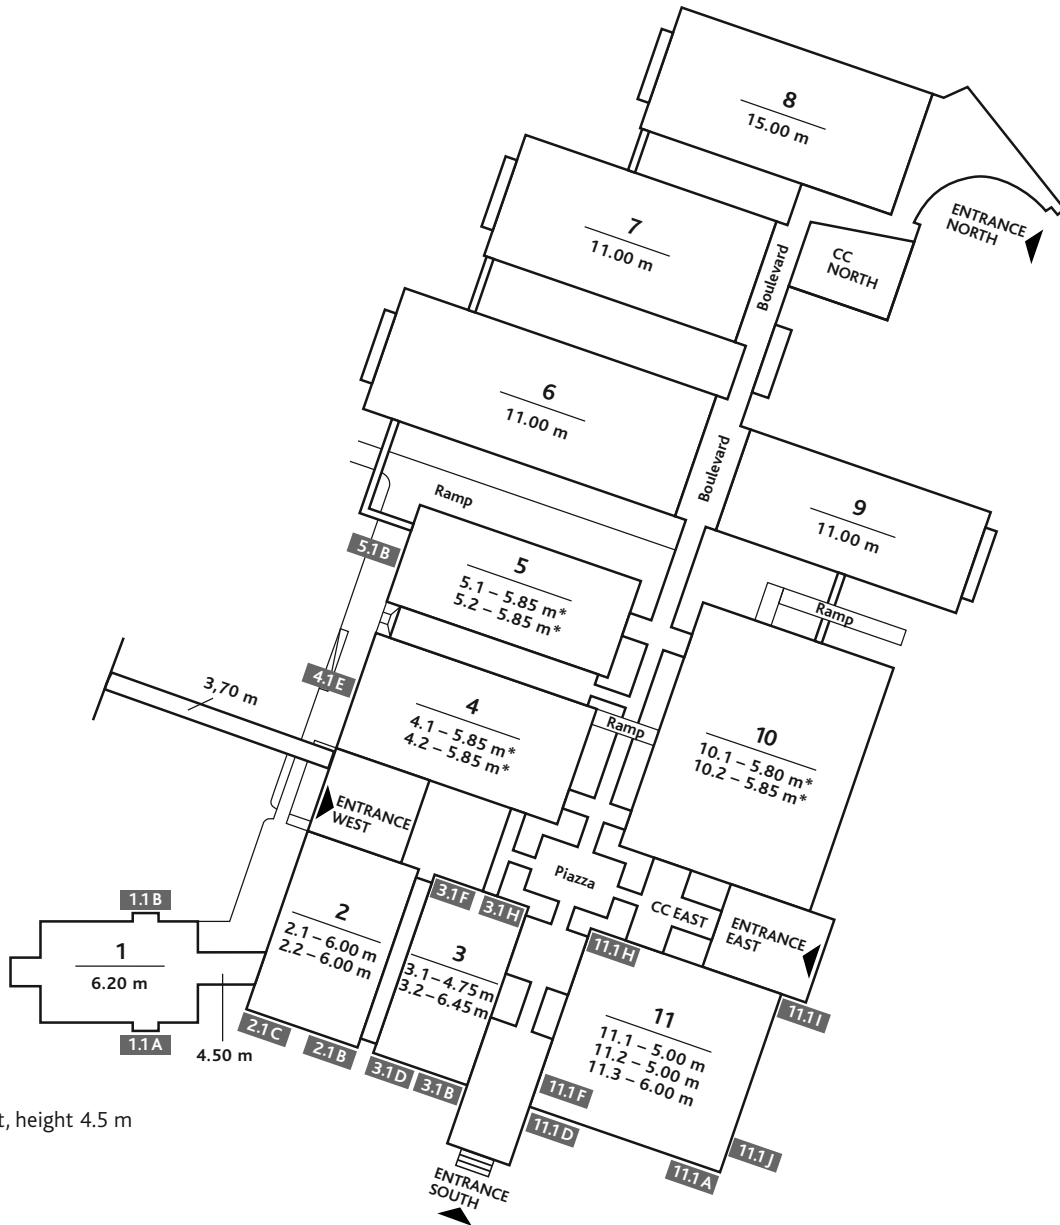 8
15.00 m
ENTRANCE
NORTH
7
11.00 m
CC
NORTH
Boulevard
6
11.00 m
Boulevard
Ramp
9
11.00 m
5.1 B
5
5.1 – 5.85 m*
5.2 – 5.85 m*
Ramp
4.1 E
3,70 m
4
4.1 – 5.85 m*
4.2 – 5.85 m*
Ramp
10
10.1 – 5.80 m*
10.2 – 5.85 m*
ENTRANCE
WEST
Piazza
1.1 B
3.1 F
3.1 H
CC EAST
ENTRANCE
EAST
2
2.1 – 6.00 m
2.2 – 6.00 m
1
6.20 m
3
3.1 – 4.75 m
3.2 – 6.45 m
11.1 H
11
11.1 – 5.00 m
11.2 – 5.00 m
11.3 – 6.00 m
11.1 I
2.1 C
1.1 A
4.50 m
2.1 B
3.1 D
3.1 B
11.1 F
11.1 D
11.1 J
11.1 A
t, height 4.5 m
ENTRANCE
SOUTH